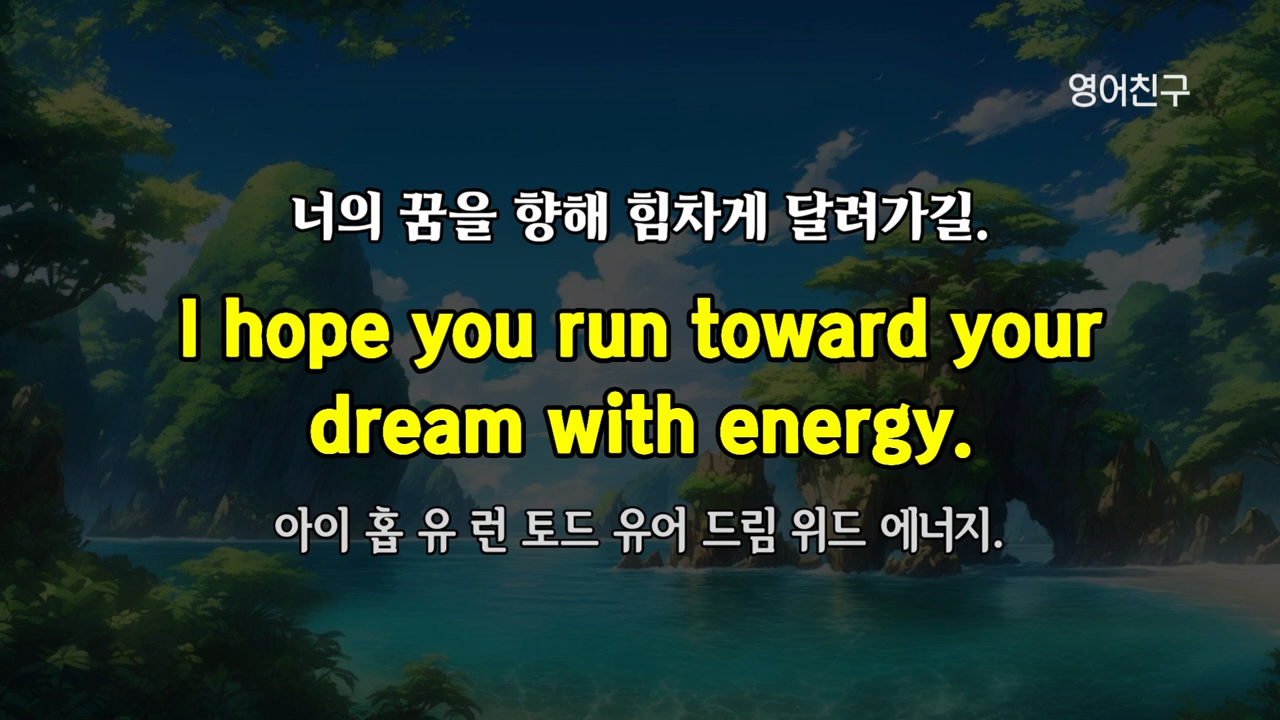 영어친구
너의 꿈을 향해 힘차게 달려가길.
I hope you run toward your
dream with energy.
아이 홉 유 런 토드 유어 드림 위드 에너지.